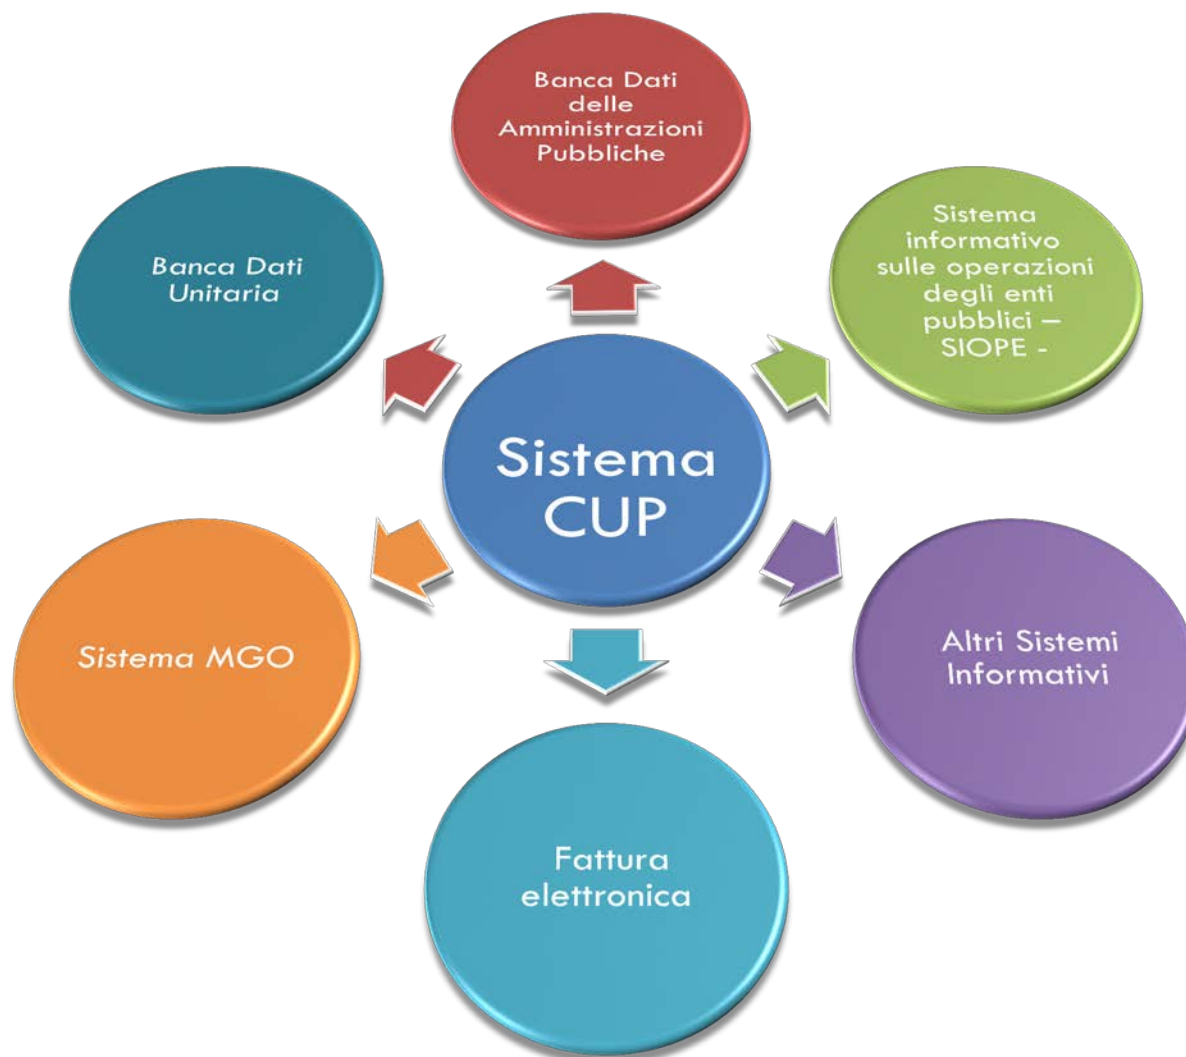 Banca Dati
delle
Amministrazioni
Pubbliche
Sistema
informativo
sulle operazioni
degli enti
pubblici –
SIOPE -
Banca Dati
Unitaria
Sistema
CUP
Sistema MGO
Altri Sistemi
Informativi
Fattura
elettronica